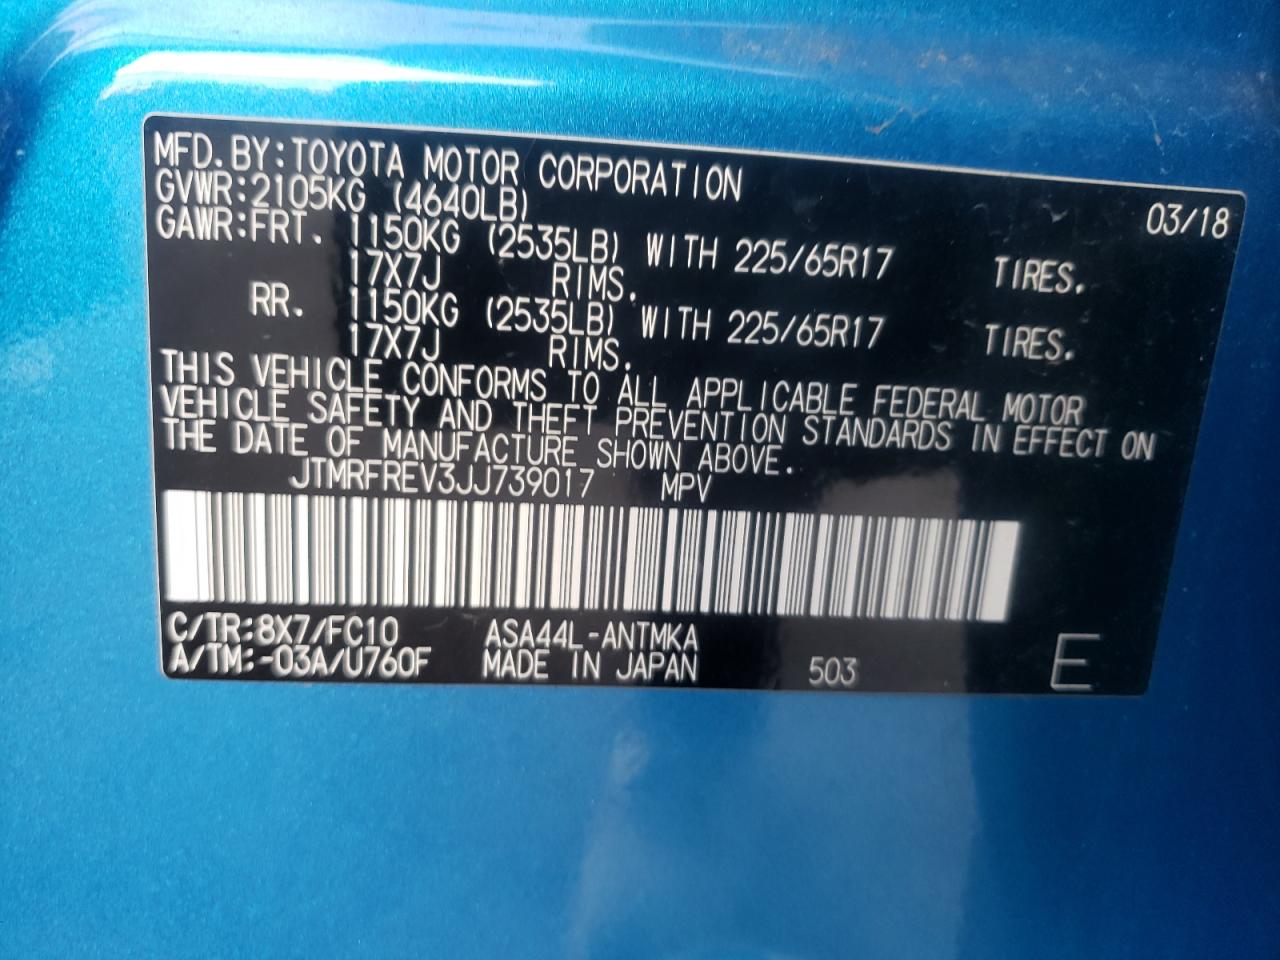 MFD.BY:TOYOTA MOTOR CORPORATION 03/18
GVWR:2105KG (4640LB)
GAWR:FRT. 1150KG (2535LB) WITH 225/65R17 TIRES.
17X7J RIMS.
RR. 1150KG (2535LB) WITH 225/65R17 TIRES.
17X7J RIMS.
THIS VEHICLE CONFORMS TO ALL APPLICABLE FEDERAL MOTOR
VEHICLE SAFETY AND THEFT PREVENTION STANDARDS IN EFFECT ON
THE DATE OF MANUFACTURE SHOWN ABOVE.
JTMRFREV3JJ739017 MPV
C/TR:8X7/FC10 ASA44L-ANTMKA
A/TM:-03A/U760F MADE IN JAPAN 503 E